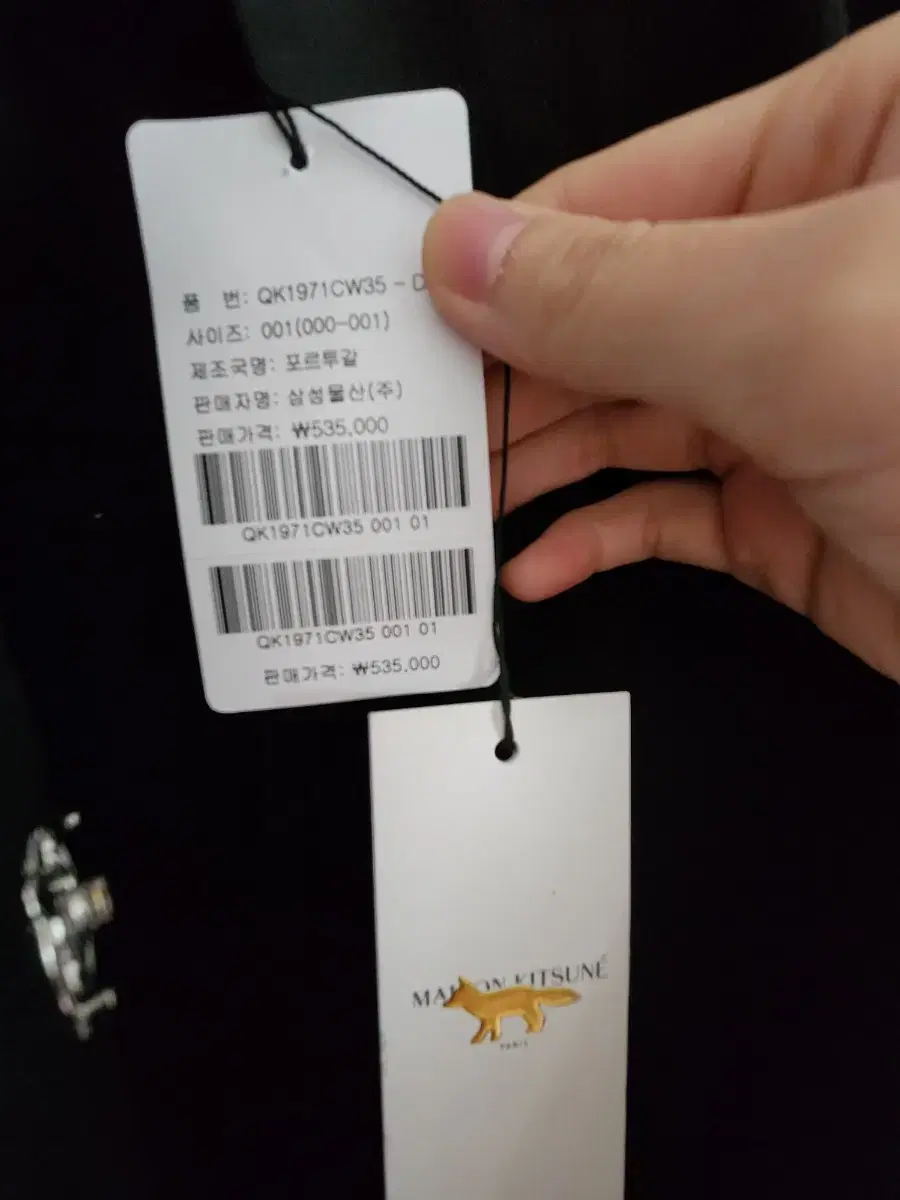 품 번: QK1971CW35 - D
사이즈: 001(000-001)
제조국명: 포르투갈
판매자명: 삼성물산(주)
판매가격: ₩535,000
QK1971CW35 001 01
QK1971CW35 001 01
판매가격: ₩535,000
MAISON KITSUNÉ
PARIS